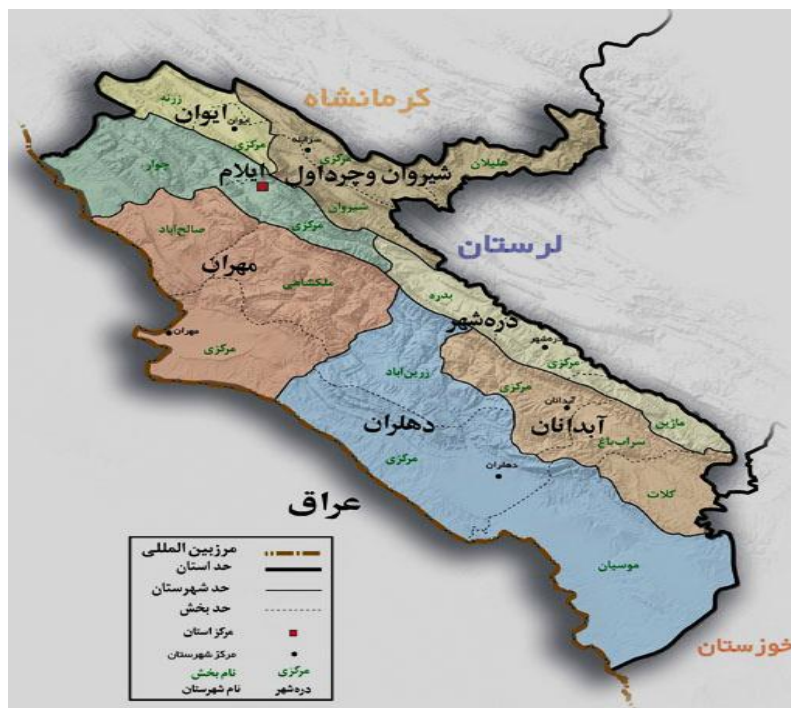 کرمانشاه
زرنه
ایوان
ایوان
مرکزی
سرابله
مرکزی
هلیلان
شیروان وچرداول
شیروان
چوار
ایلام
مرکزی
لرستان
صالح‌آباد
مهران
ملکشاهی
مهران
مرکزی
بدره
دره‌شهر
دره‌شهر
مرکزی
ماژین
زرین‌آباد
مرکزی
آبدانان
آبدانان
سراب‌باغ
کلات
دهلران
مرکزی
دهلران
موسیان
عراق
خوزستان
مرزبین المللی
حد استان
حد شهرستان
حد بخش
مرکز استان
مرکز شهرستان
نام بخش مرکزی
نام شهرستان دره‌شهر